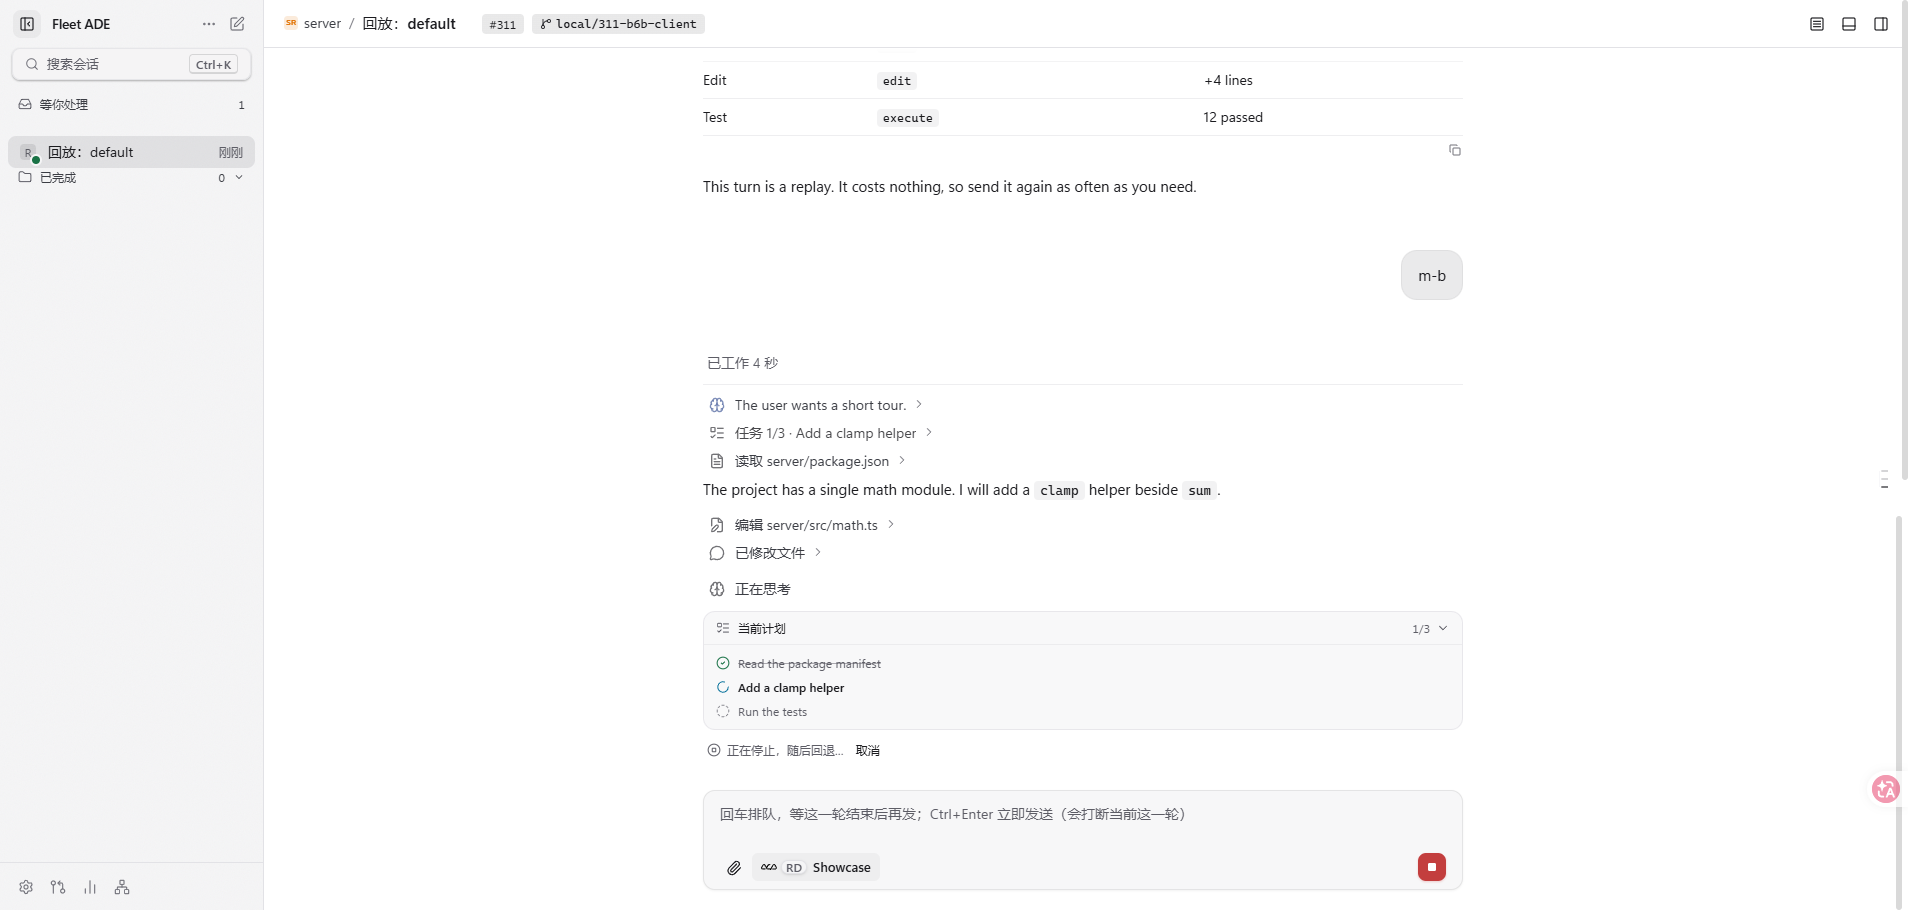 Fleet ADE
搜索会话 Ctrl+K
等你处理 1
R 回放：default 刚刚
已完成 0
SR server / 回放：default #311 local/311-b6b-client
Edit edit +4 lines
Test execute 12 passed
This turn is a replay. It costs nothing, so send it again as often as you need.
m-b
已工作 4 秒
The user wants a short tour.
任务 1/3 · Add a clamp helper
读取 server/package.json
The project has a single math module. I will add a clamp helper beside sum.
编辑 server/src/math.ts
已修改文件
正在思考
当前计划 1/3
Read the package manifest
Add a clamp helper
Run the tests
正在停止，随后回退... 取消
回车排队，等这一轮结束后再发；Ctrl+Enter 立即发送（会打断当前这一轮）
RD Showcase